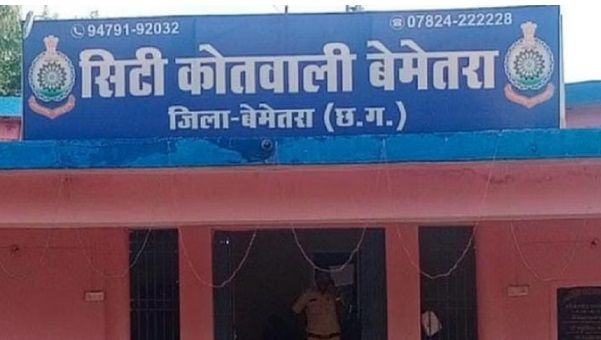 94791-92032 07824-222228
सिटी कोतवाली बेमेतरा
जिला-बेमेतरा (छ.ग.)